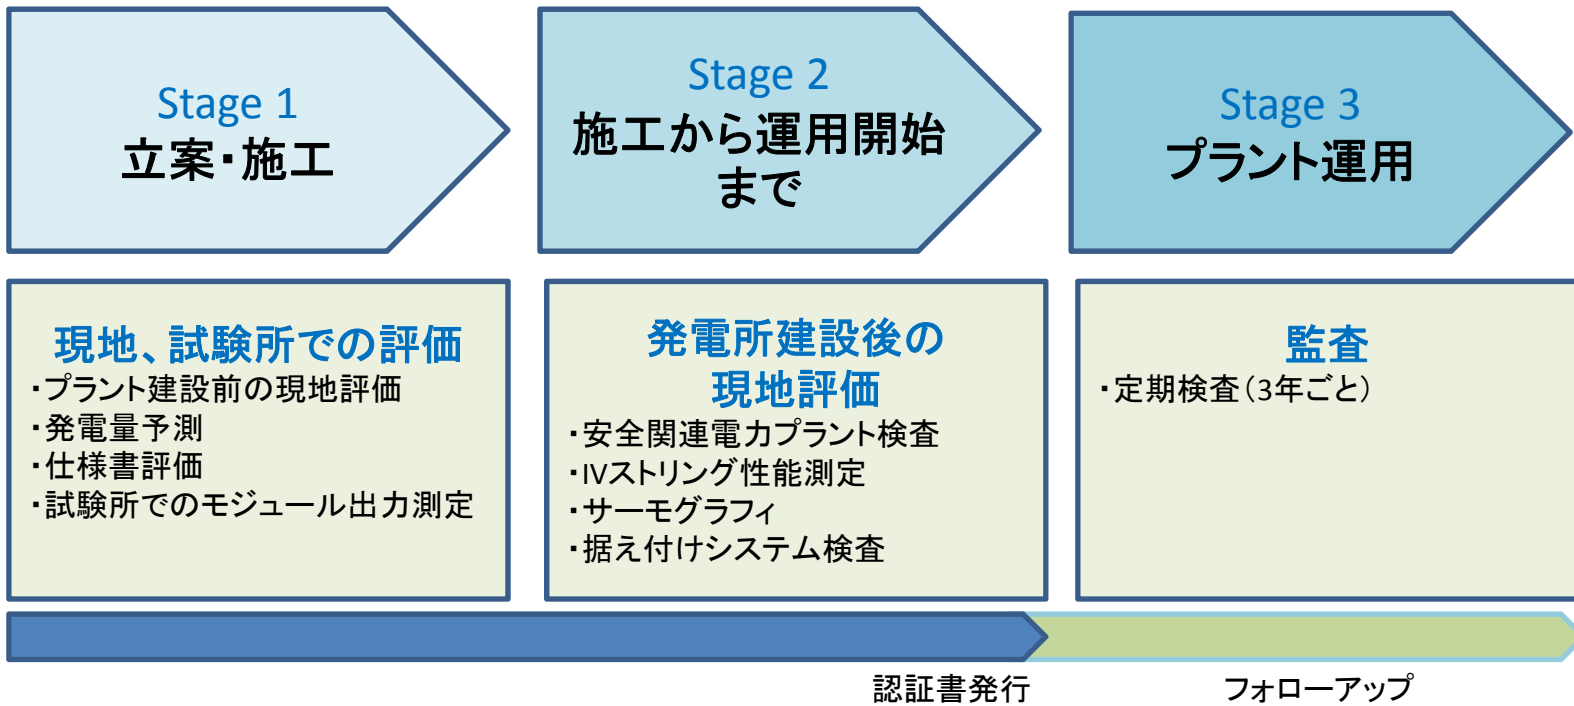 Stage 1
立案・施工
Stage 2
施工から運用開始
まで
Stage 3
プラント運用
現地、試験所での評価
・プラント建設前の現地評価
・発電量予測
・仕様書評価
・試験所でのモジュール出力測定
発電所建設後の
現地評価
・安全関連電力プラント検査
・IVストリング性能測定
・サーモグラフィ
・据え付けシステム検査
監査
・定期検査（3年ごと）
認証書発行
フォローアップ